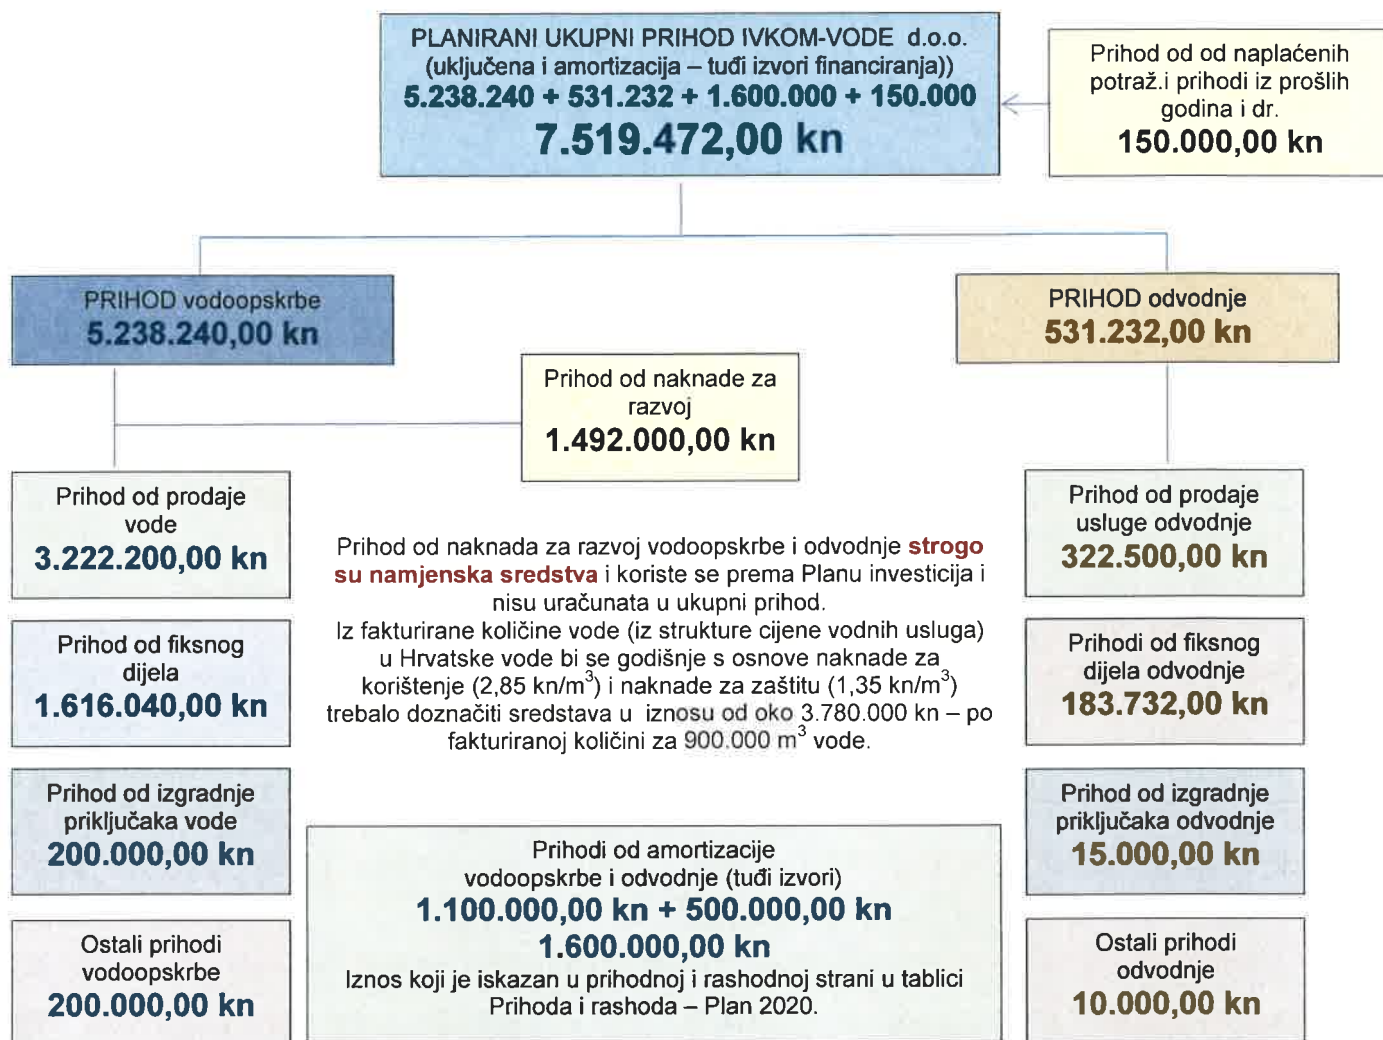 PLANIRANI UKUPNI PRIHOD IVKOM-VODE d.o.o.
(uključena i amortizacija – tuđi izvori financiranja))
5.238.240 + 531.232 + 1.600.000 + 150.000
7.519.472,00 kn
Prihod od od naplaćenih
potraž.i prihodi iz prošlih
godina i dr.
150.000,00 kn
PRIHOD vodoopskrbe
5.238.240,00 kn
PRIHOD odvodnje
531.232,00 kn
Prihod od naknade za
razvoj
1.492.000,00 kn
Prihod od prodaje
vode
3.222.200,00 kn
Prihod od fiksnog
dijela
1.616.040,00 kn
Prihod od izgradnje
priključaka vode
200.000,00 kn
Ostali prihodi
vodoopskrbe
200.000,00 kn
Prihod od naknada za razvoj vodoopskrbe i odvodnje strogo
su namjenska sredstva i koriste se prema Planu investicija i
nisu uračunata u ukupni prihod.
Iz fakturirane količine vode (iz strukture cijene vodnih usluga)
u Hrvatske vode bi se godišnje s osnove naknade za
korištenje (2,85 kn/m³) i naknade za zaštitu (1,35 kn/m³)
trebalo doznačiti sredstava u iznosu od oko 3.780.000 kn – po
fakturiranoj količini za 900.000 m³ vode.
Prihodi od amortizacije
vodoopskrbe i odvodnje (tuđi izvori)
1.100.000,00 kn + 500.000,00 kn
1.600.000,00 kn
Iznos koji je iskazan u prihodnoj i rashodnoj strani u tablici
Prihoda i rashoda – Plan 2020.
Prihod od prodaje
usluge odvodnje
322.500,00 kn
Prihodi od fiksnog
dijela odvodnje
183.732,00 kn
Prihod od izgradnje
priključaka odvodnje
15.000,00 kn
Ostali prihodi
odvodnje
10.000,00 kn